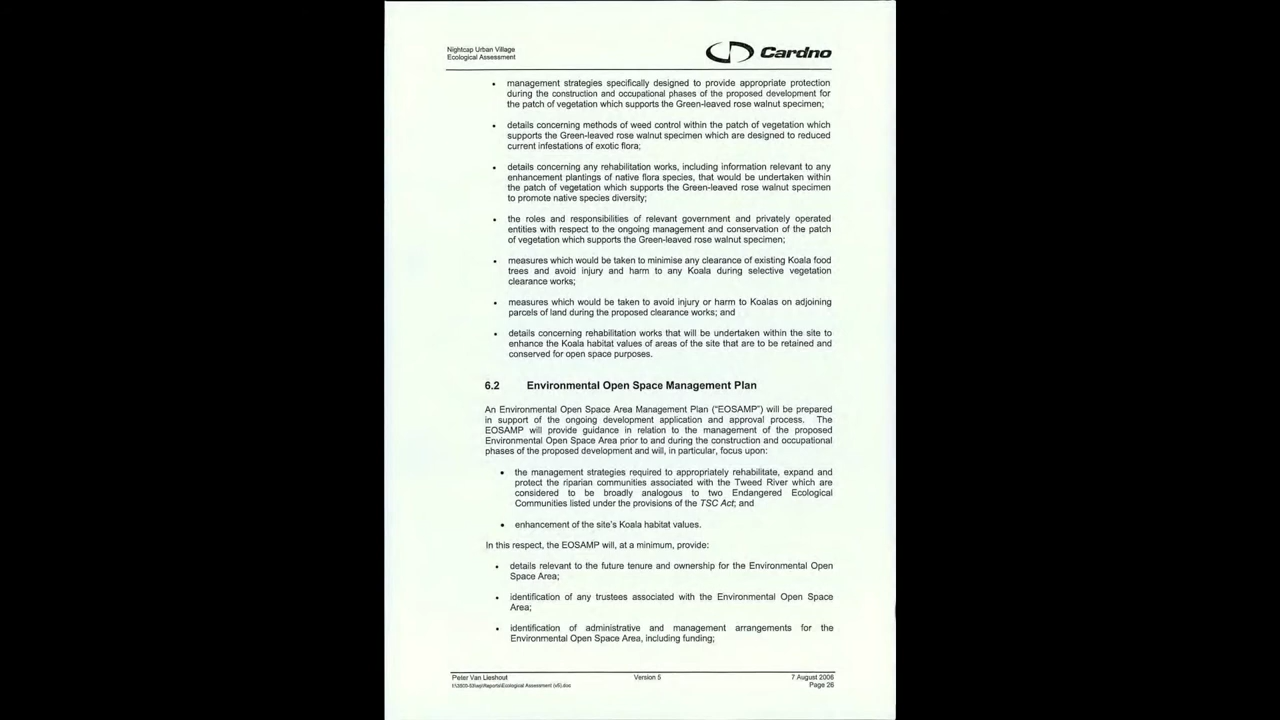 Nightcap Urban Village
Ecological Assessment
Cardno
• management strategies specifically designed to provide appropriate protection
during the construction and occupational phases of the proposed development for
the patch of vegetation which supports the Green-leaved rose walnut specimen;
• details concerning methods of weed control within the patch of vegetation which
supports the Green-leaved rose walnut specimen which are designed to reduced
current infestations of exotic flora;
• details concerning any rehabilitation works, including information relevant to any
enhancement plantings of native flora species, that would be undertaken within
the patch of vegetation which supports the Green-leaved rose walnut specimen
to promote native species diversity;
• the roles and responsibilities of relevant government and privately operated
entities with respect to the ongoing management and conservation of the patch
of vegetation which supports the Green-leaved rose walnut specimen;
• measures which would be taken to minimise any clearance of existing Koala food
trees and avoid injury and harm to any Koala during selective vegetation
clearance works;
• measures which would be taken to avoid injury or harm to Koalas on adjoining
parcels of land during the proposed clearance works; and
• details concerning rehabilitation works that will be undertaken within the site to
enhance the Koala habitat values of areas of the site that are to be retained and
conserved for open space purposes.
6.2 Environmental Open Space Management Plan
An Environmental Open Space Area Management Plan ("EOSAMP") will be prepared
in support of the ongoing development application and approval process. The
EOSAMP will provide guidance in relation to the management of the proposed
Environmental Open Space Area prior to and during the construction and occupational
phases of the proposed development and will, in particular, focus upon:
• the management strategies required to appropriately rehabilitate, expand and
protect the riparian communities associated with the Tweed River which are
considered to be broadly analogous to two Endangered Ecological
Communities listed under the provisions of the TSC Act; and
• enhancement of the site's Koala habitat values.
In this respect, the EOSAMP will, at a minimum, provide:
• details relevant to the future tenure and ownership for the Environmental Open
Space Area;
• identification of any trustees associated with the Environmental Open Space
Area;
• identification of administrative and management arrangements for the
Environmental Open Space Area, including funding;
Peter Van Lieshout Version 5 7 August 2006
Page 26